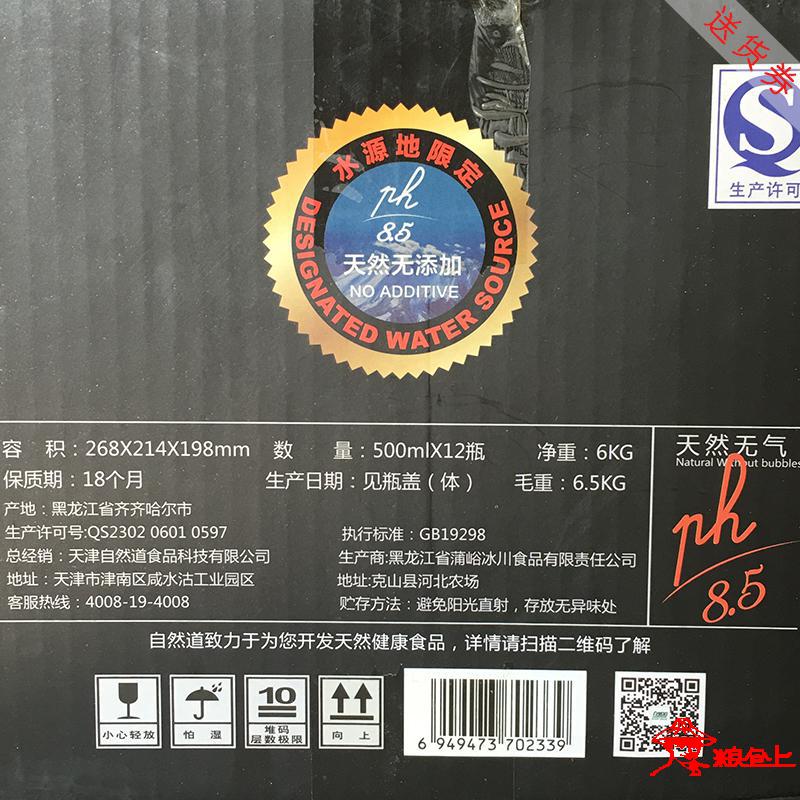 送货券
生产许可
水源地限定
ph
8.5
天然无添加
NO ADDITIVE
DESIGNATED WATER SOURCE
容 积：268X214X198mm 数 量：500mlX12瓶 净重：6KG
保质期：18个月 生产日期：见瓶盖（体） 毛重：6.5KG
产地：黑龙江省齐齐哈尔市
生产许可号:QS2302 0601 0597 执行标准：GB19298
总经销：天津自然道食品科技有限公司 生产商:黑龙江省蒲峪冰川食品有限责任公司
地址：天津市津南区咸水沽工业园区 地址:克山县河北农场
客服热线：4008-19-4008 贮存方法：避免阳光直射，存放无异味处
天然无气
Natural Without bubbles
ph
8.5
自然道致力于为您开发天然健康食品，详情请扫描二维码了解
小心轻放 怕 湿 10 堆码 层数极限 向 上
6 949473 702339
粮仓上